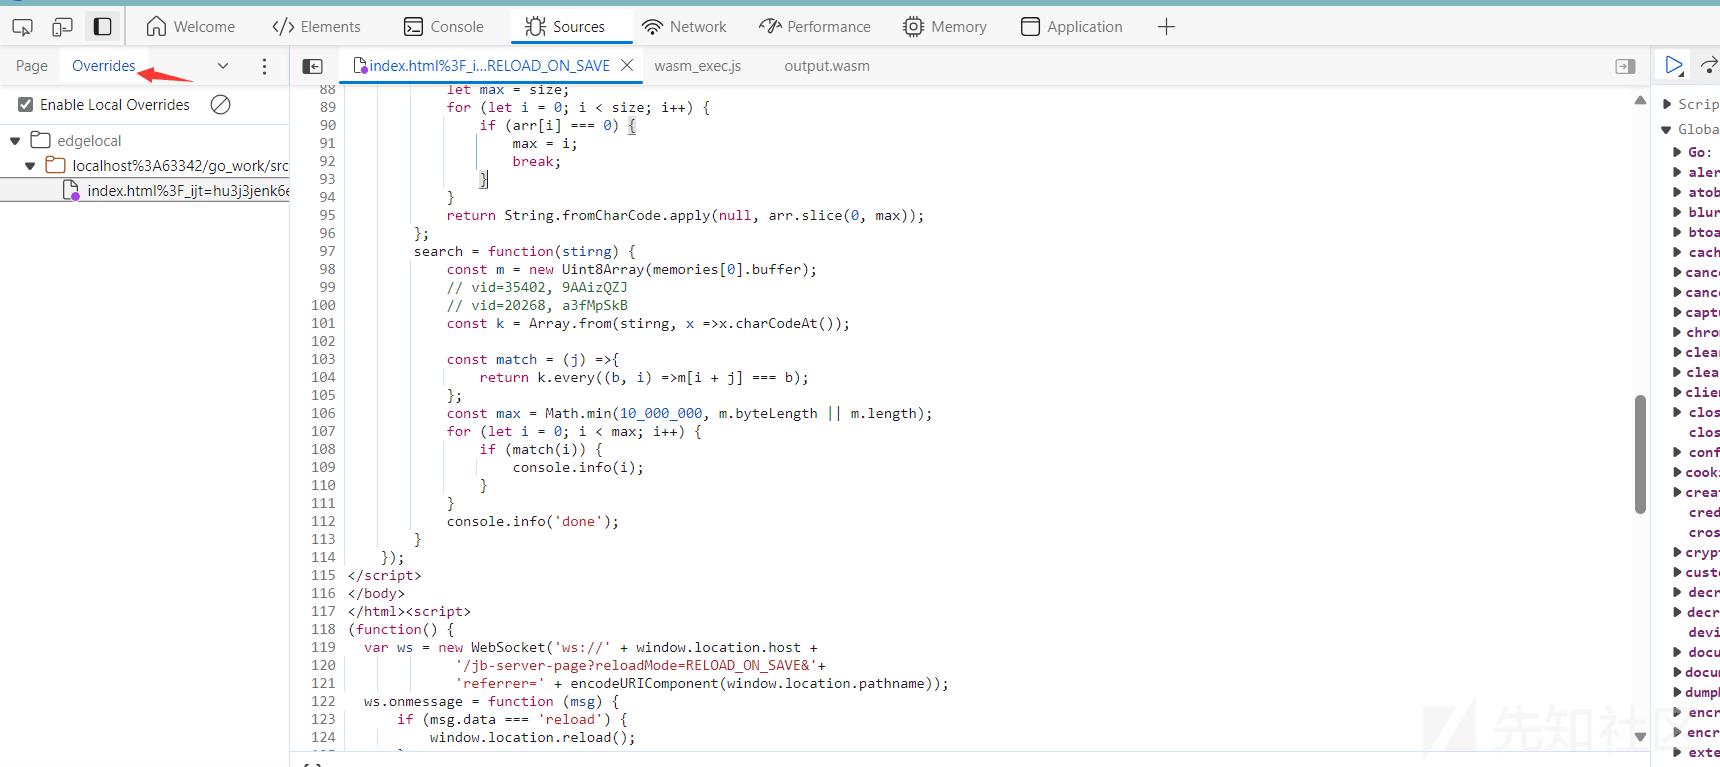 Welcome
Elements
Console
Sources
Network
Performance
Memory
Application
Page
Overrides
index.html%3F_i...RELOAD_ON_SAVE
wasm_exec.js
output.wasm
Enable Local Overrides
edgelocal
localhost%3A63342/go_work/src
index.html%3F_ijt=hu3j3jenk6e
88 let max = size;
89 for (let i = 0; i < size; i++) {
90 if (arr[i] === 0) {
91 max = i;
92 break;
93 }
94 }
95 return String.fromCharCode.apply(null, arr.slice(0, max));
96 };
97 search = function(stirng) {
98 const m = new Uint8Array(memories[0].buffer);
99 // vid=35402, 9AAizQZJ
100 // vid=20268, a3fMpSkB
101 const k = Array.from(stirng, x =>x.charCodeAt());
102
103 const match = (j) =>{
104 return k.every((b, i) =>m[i + j] === b);
105 };
106 const max = Math.min(10_000_000, m.byteLength || m.length);
107 for (let i = 0; i < max; i++) {
108 if (match(i)) {
109 console.info(i);
110 }
111 }
112 console.info('done');
113 }
114 });
115 </script>
116 </body>
117 </html><script>
118 (function() {
119 var ws = new WebSocket('ws://' + window.location.host +
120 '/jb-server-page?reloadMode=RELOAD_ON_SAVE&'+
121 'referrer=' + encodeURIComponent(window.location.pathname));
122 ws.onmessage = function (msg) {
123 if (msg.data === 'reload') {
124 window.location.reload();
Scrip
Globa
Go:
aler
atob
blur
btoa
cach
canc
canc
capt
chro
clea
clea
clie
clos
clos
conf
cook
crea
cred
cros
cryp
cust
decr
decr
devi
docu
docu
dump
encr
encr
exte
先知社区